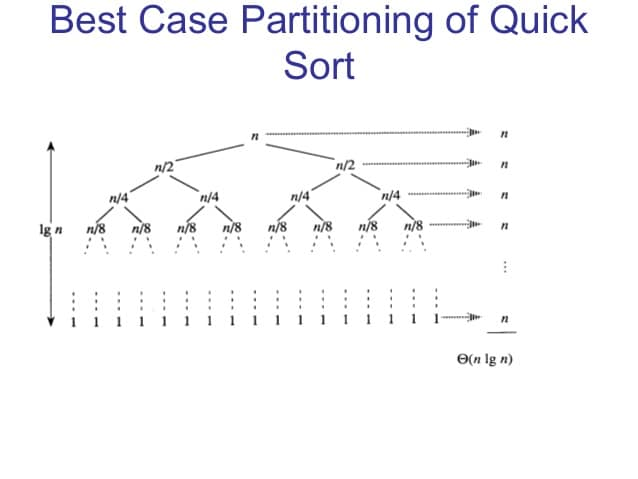 Best Case Partitioning of Quick
Sort
n n
n/2 n/2 n
n/4 n/4 n/4 n/4 n
lg n n/8 n/8 n/8 n/8 n/8 n/8 n/8 n/8 n
1 1 1 1 1 1 1 1 1 1 1 1 1 1 1 1 1 n
Θ(n lg n)